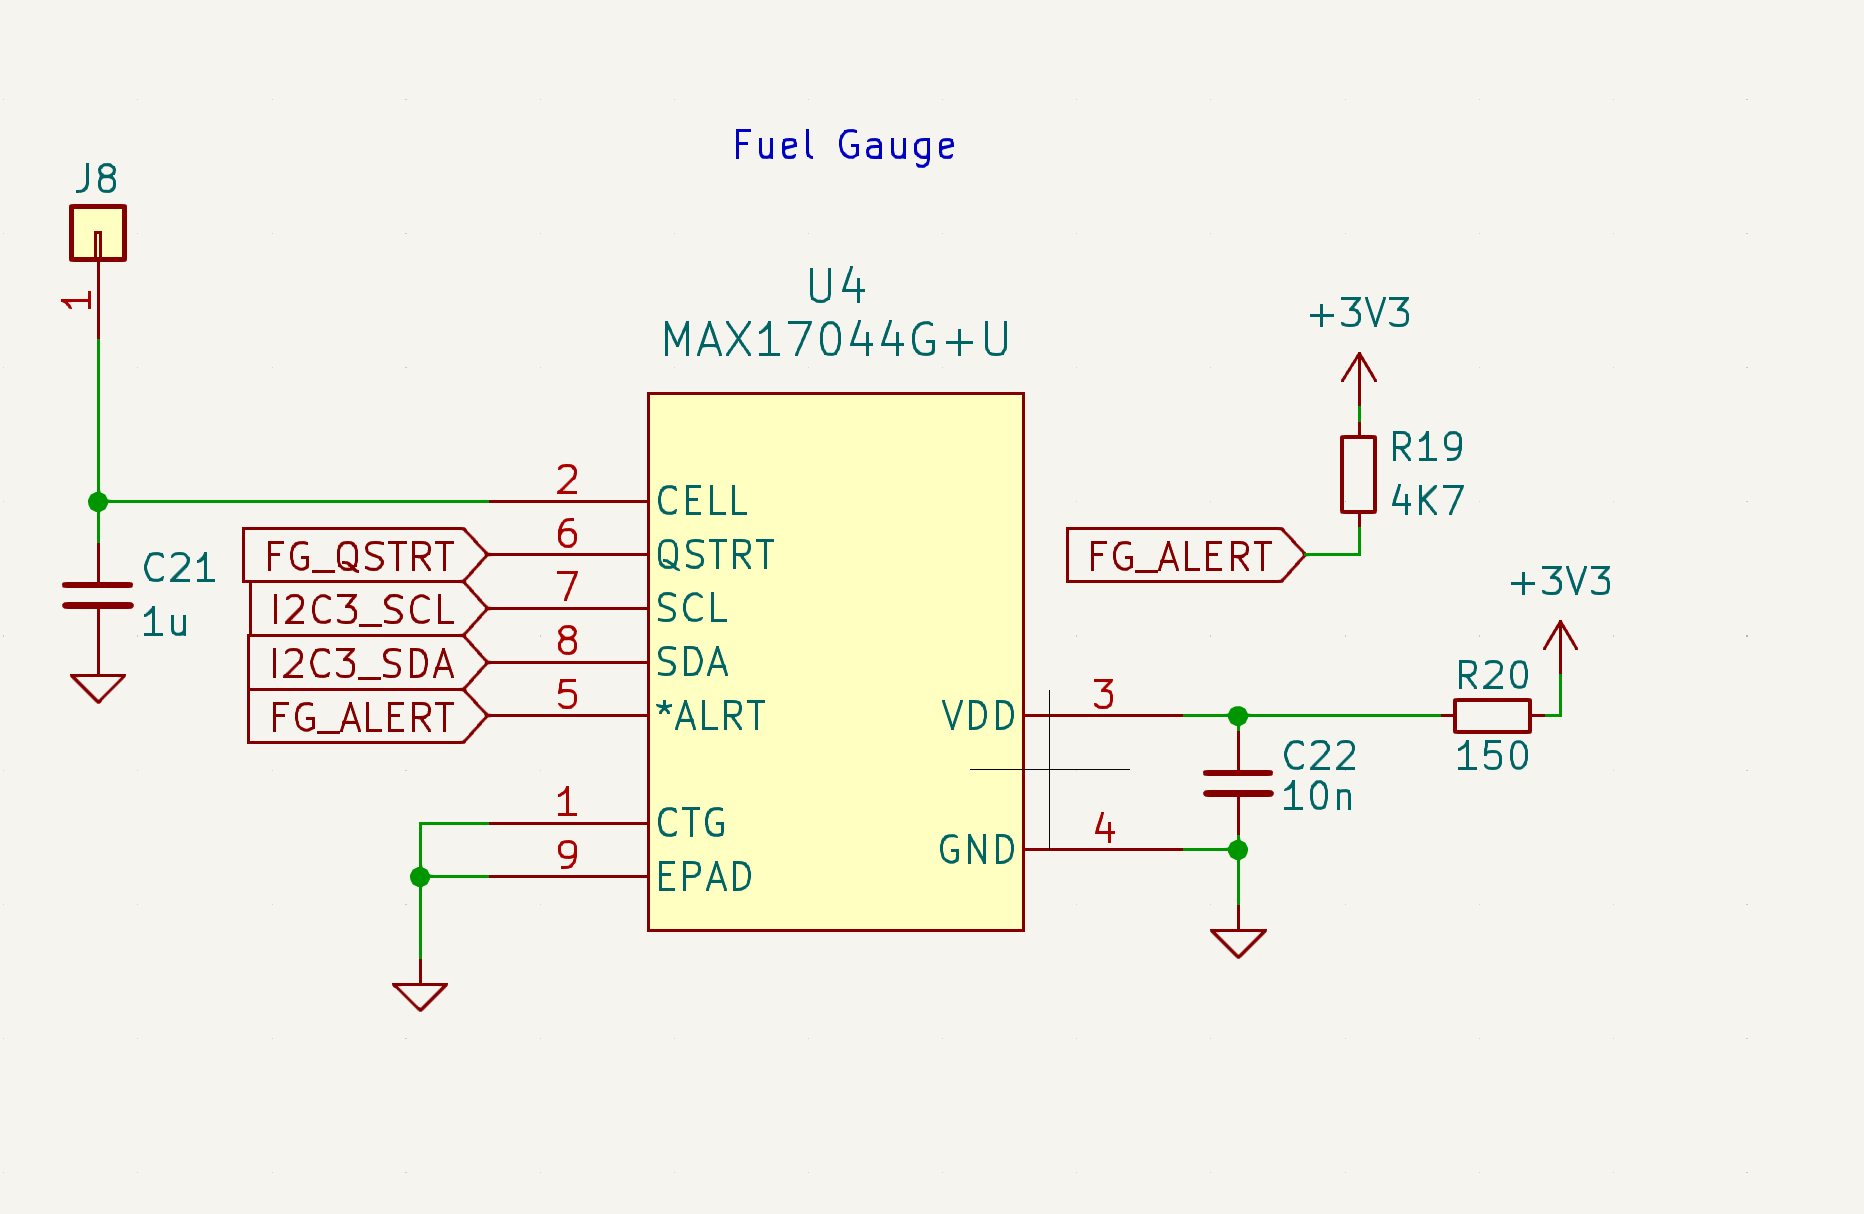 Fuel Gauge
J8
1
U4
MAX17044G+U
+3V3
R19
4K7
2 CELL
FG_QSTRT 6 QSTRT
FG_ALERT
C21
1u
I2C3_SCL 7 SCL
+3V3
I2C3_SDA 8 SDA
R20
150
FG_ALERT 5 *ALRT
VDD 3
C22
10n
1 CTG
GND 4
9 EPAD